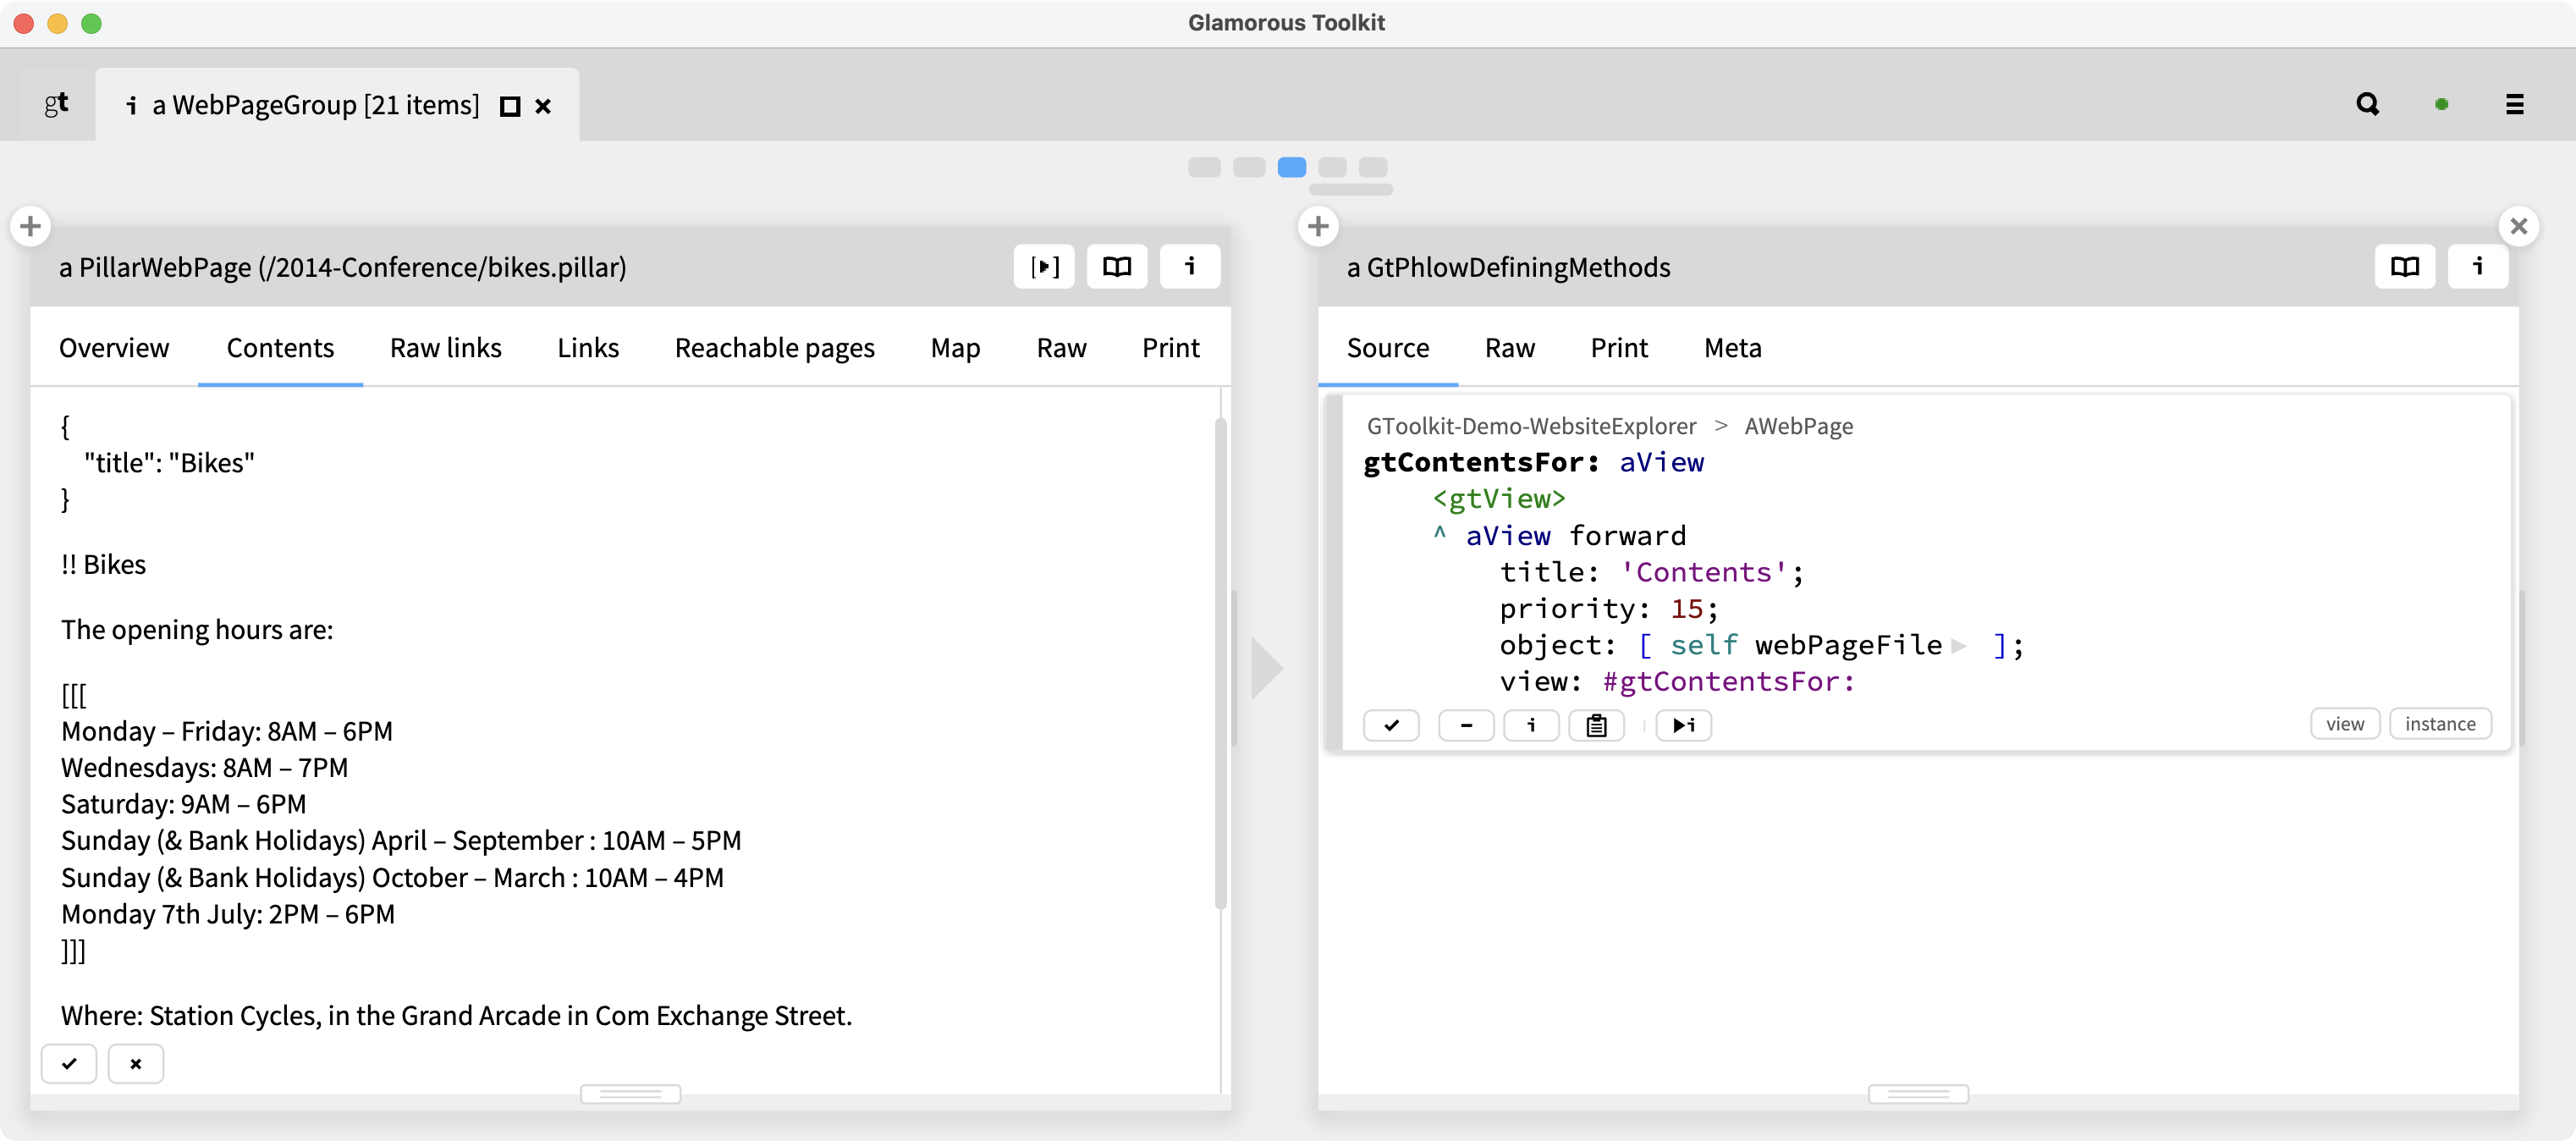 Glamorous Toolkit
gt
i a WebPageGroup [21 items]
a PillarWebPage (/2014-Conference/bikes.pillar)
i
Overview Contents Raw links Links Reachable pages Map Raw Print
{
"title": "Bikes"
}
!! Bikes
The opening hours are:
[[[
Monday – Friday: 8AM – 6PM
Wednesdays: 8AM – 7PM
Saturday: 9AM – 6PM
Sunday (& Bank Holidays) April – September : 10AM – 5PM
Sunday (& Bank Holidays) October – March : 10AM – 4PM
Monday 7th July: 2PM – 6PM
]]]
Where: Station Cycles, in the Grand Arcade in Corn Exchange Street.
a GtPhlowDefiningMethods
i
Source Raw Print Meta
GToolkit-Demo-WebsiteExplorer > AWebPage
gtContentsFor: aView
<gtView>
^ aView forward
title: 'Contents';
priority: 15;
object: [ self webPageFile ▸ ];
view: #gtContentsFor:
i
▸i
view instance